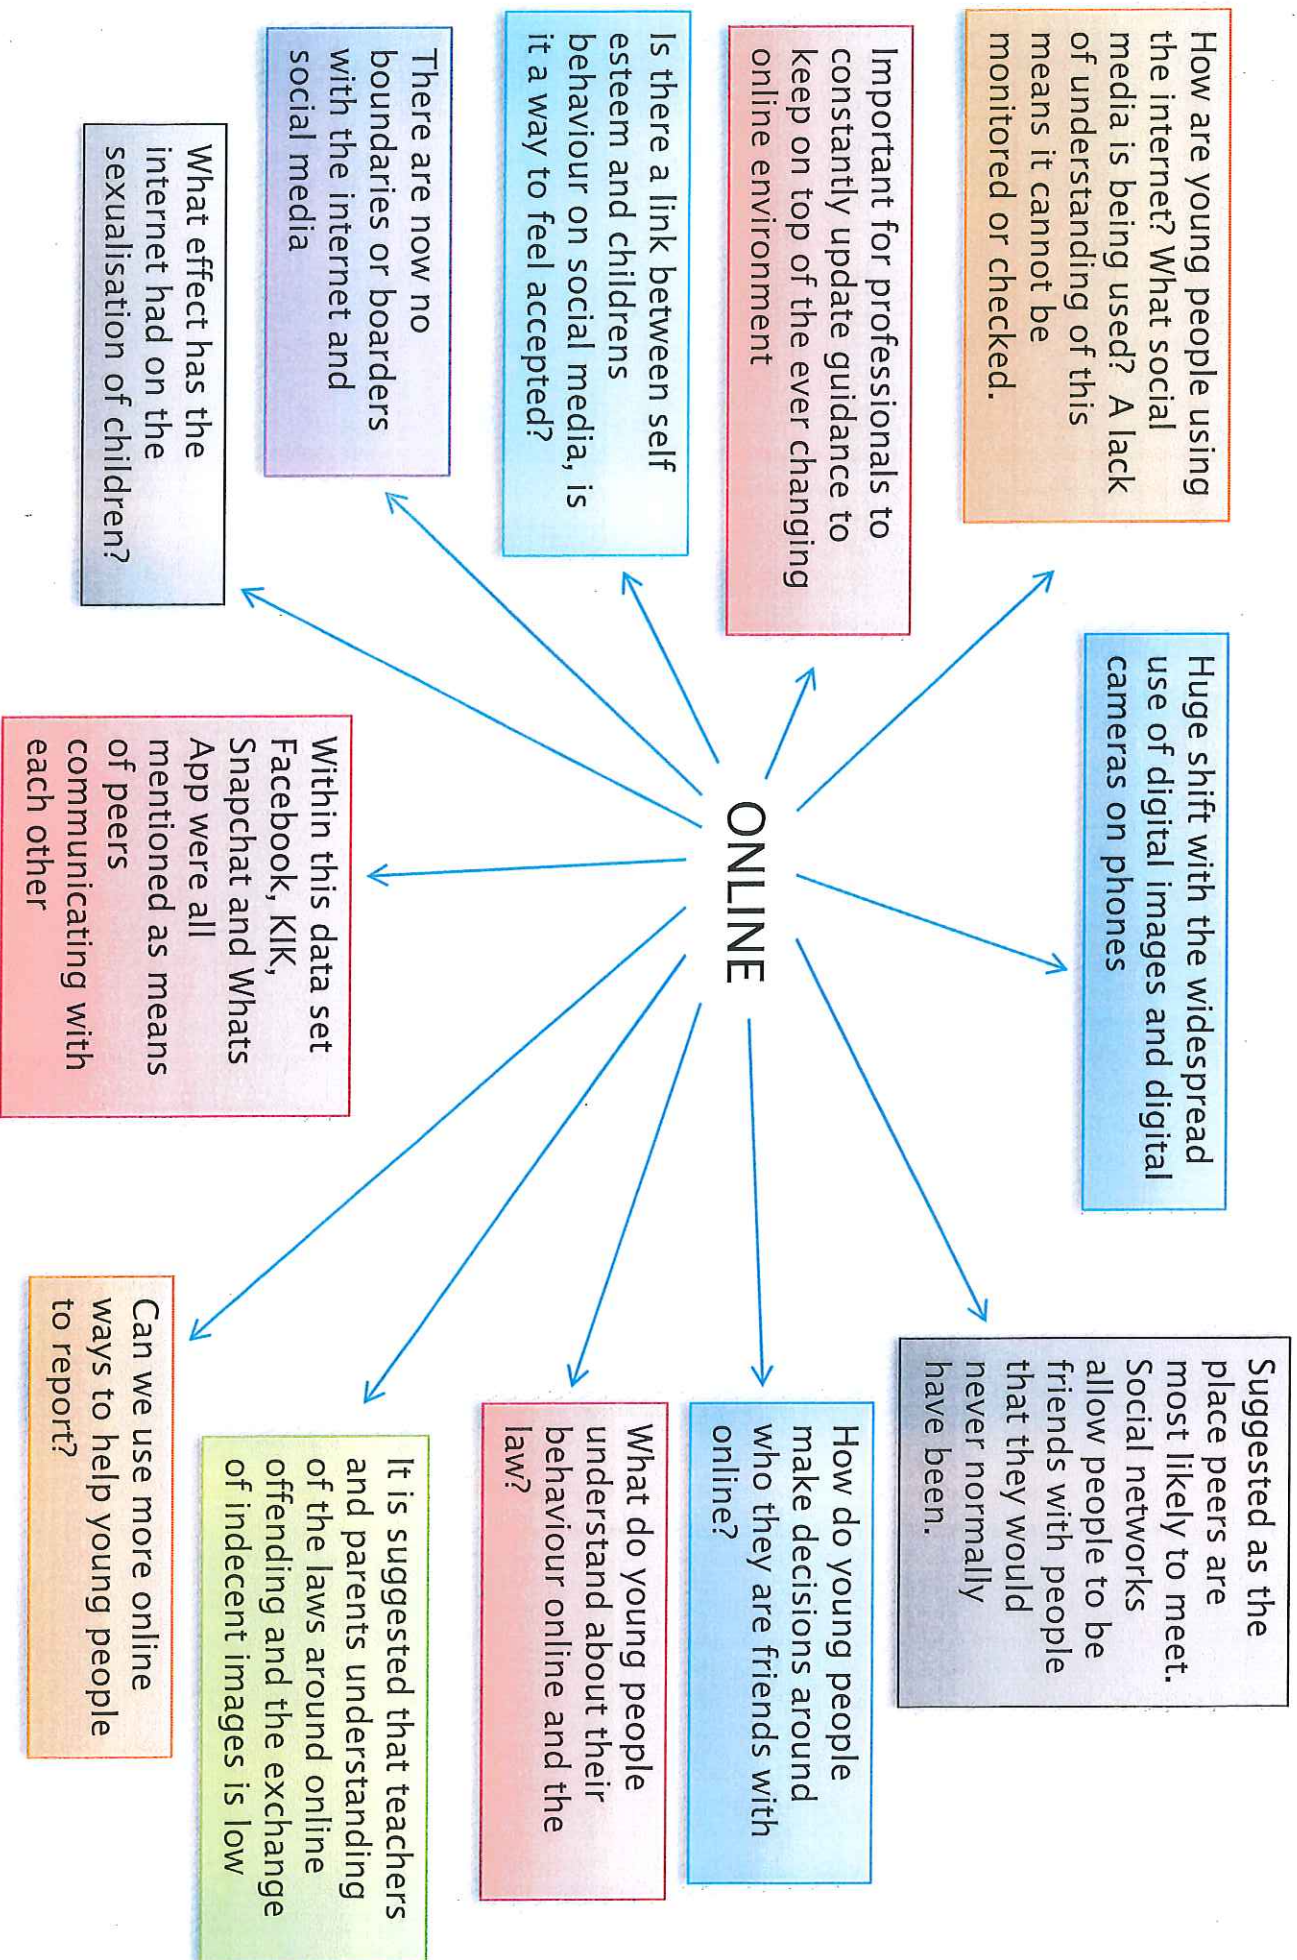 How are young people using
the internet? What social
media is being used?  A lack
of understanding of this
means it cannot be
monitored or checked.
Huge shift with the widespread
use of digital images and digital
cameras on phones
Suggested as the
place peers are
most likely to meet.
Social networks
allow people to be
friends with people
that they would
never normally
have been.
Important for professionals to
constantly update guidance to
keep on top of the ever changing
online environment
Is there a link between self
esteem and childrens
behaviour on social media, is
it a way to feel accepted?
ONLINE
How do young people
make decisions around
who they are friends with
online?
What do young people
understand about their
behaviour online and the
law?
There are now no
boundaries or boarders
with the internet and
social media
It is suggested that teachers
and parents understanding
of the laws around online
offending and the exchange
of indecent images is low
What effect has the
internet had on the
sexualisation of children?
Within this data set
Facebook, KIK,
Snapchat and Whats
App were all
mentioned as means
of peers
communicating with
each other
Can we use more online
ways to help young people
to report?